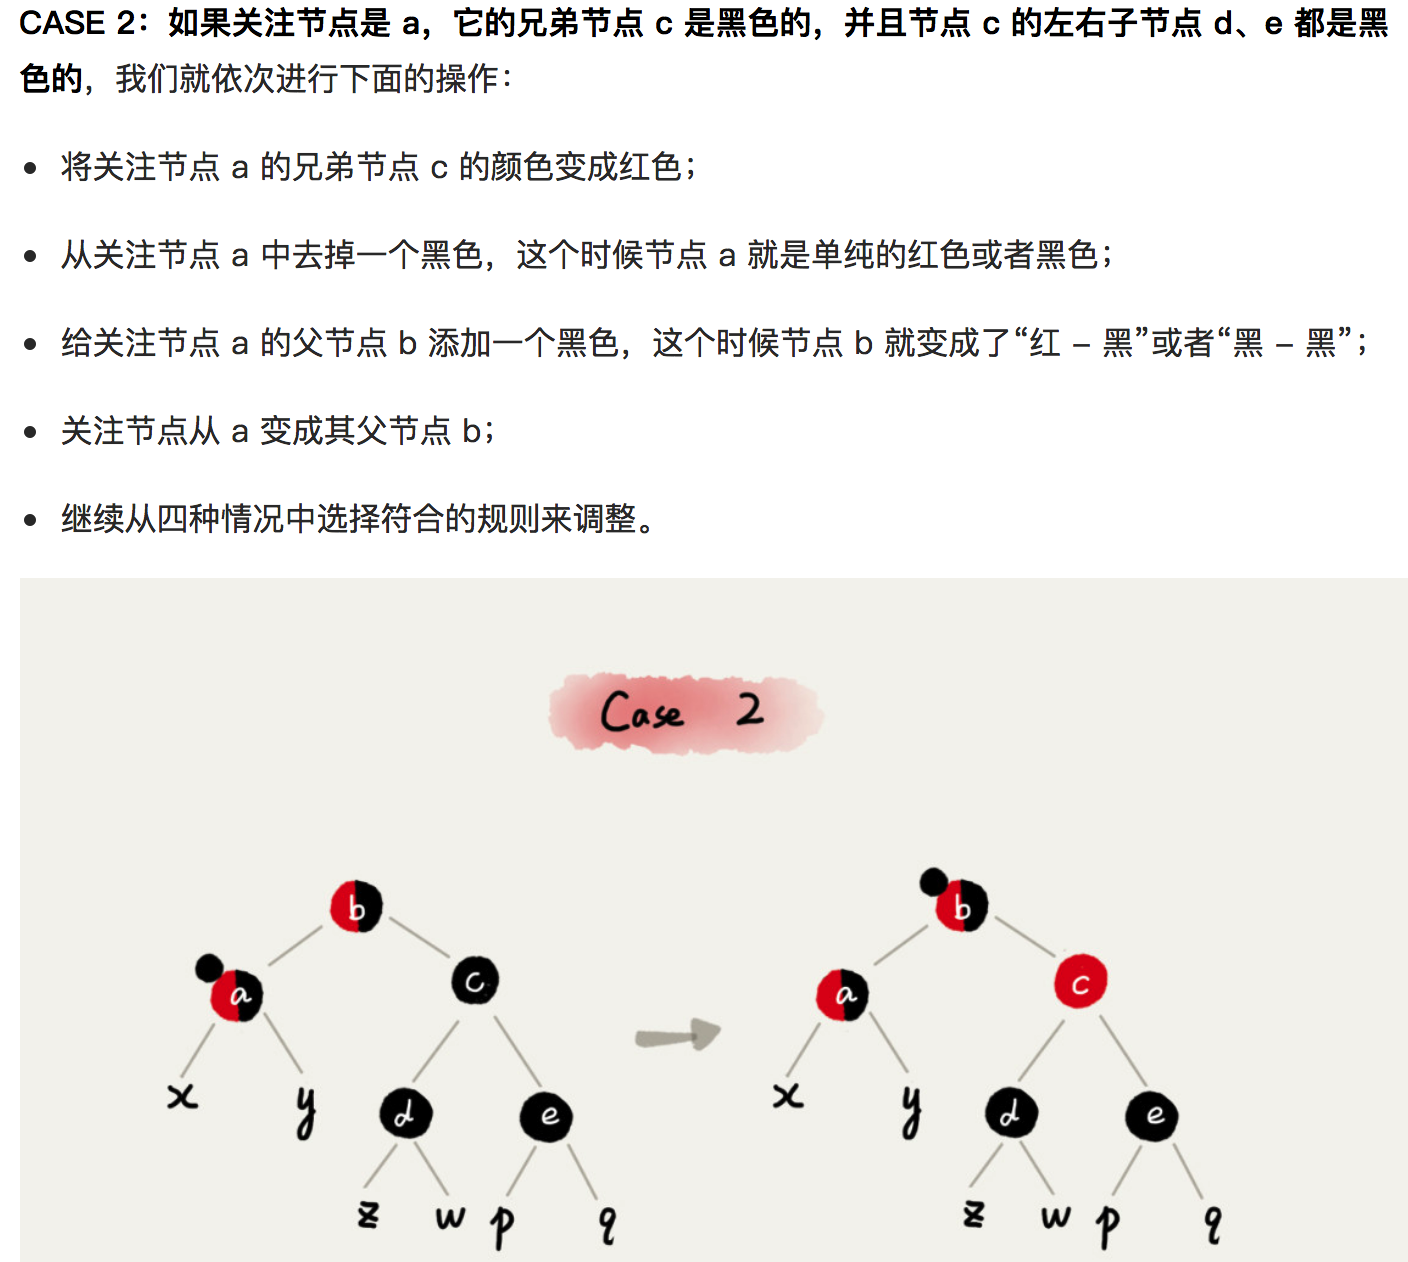 CASE 2：如果关注节点是 a，它的兄弟节点 c 是黑色的，并且节点 c 的左右子节点 d、e 都是黑
色的，我们就依次进行下面的操作：
将关注节点 a 的兄弟节点 c 的颜色变成红色；
从关注节点 a 中去掉一个黑色，这个时候节点 a 就是单纯的红色或者黑色；
给关注节点 a 的父节点 b 添加一个黑色，这个时候节点 b 就变成了“红 – 黑”或者“黑 – 黑”；
关注节点从 a 变成其父节点 b；
继续从四种情况中选择符合的规则来调整。
Case 2
b b
a c a c
x y d e x y d e
z w p q z w p q